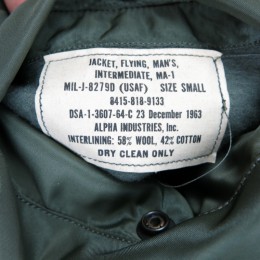 JACKET, FLYING, MAN'S,
INTERMEDIATE, MA-1
MIL-J-8279D (USAF) SIZE SMALL
8415-818-9133
DSA-1-3607-64-C 23 December 1963
ALPHA INDUSTRIES, Inc.
INTERLINING: 58% WOOL, 42% COTTON
DRY CLEAN ONLY